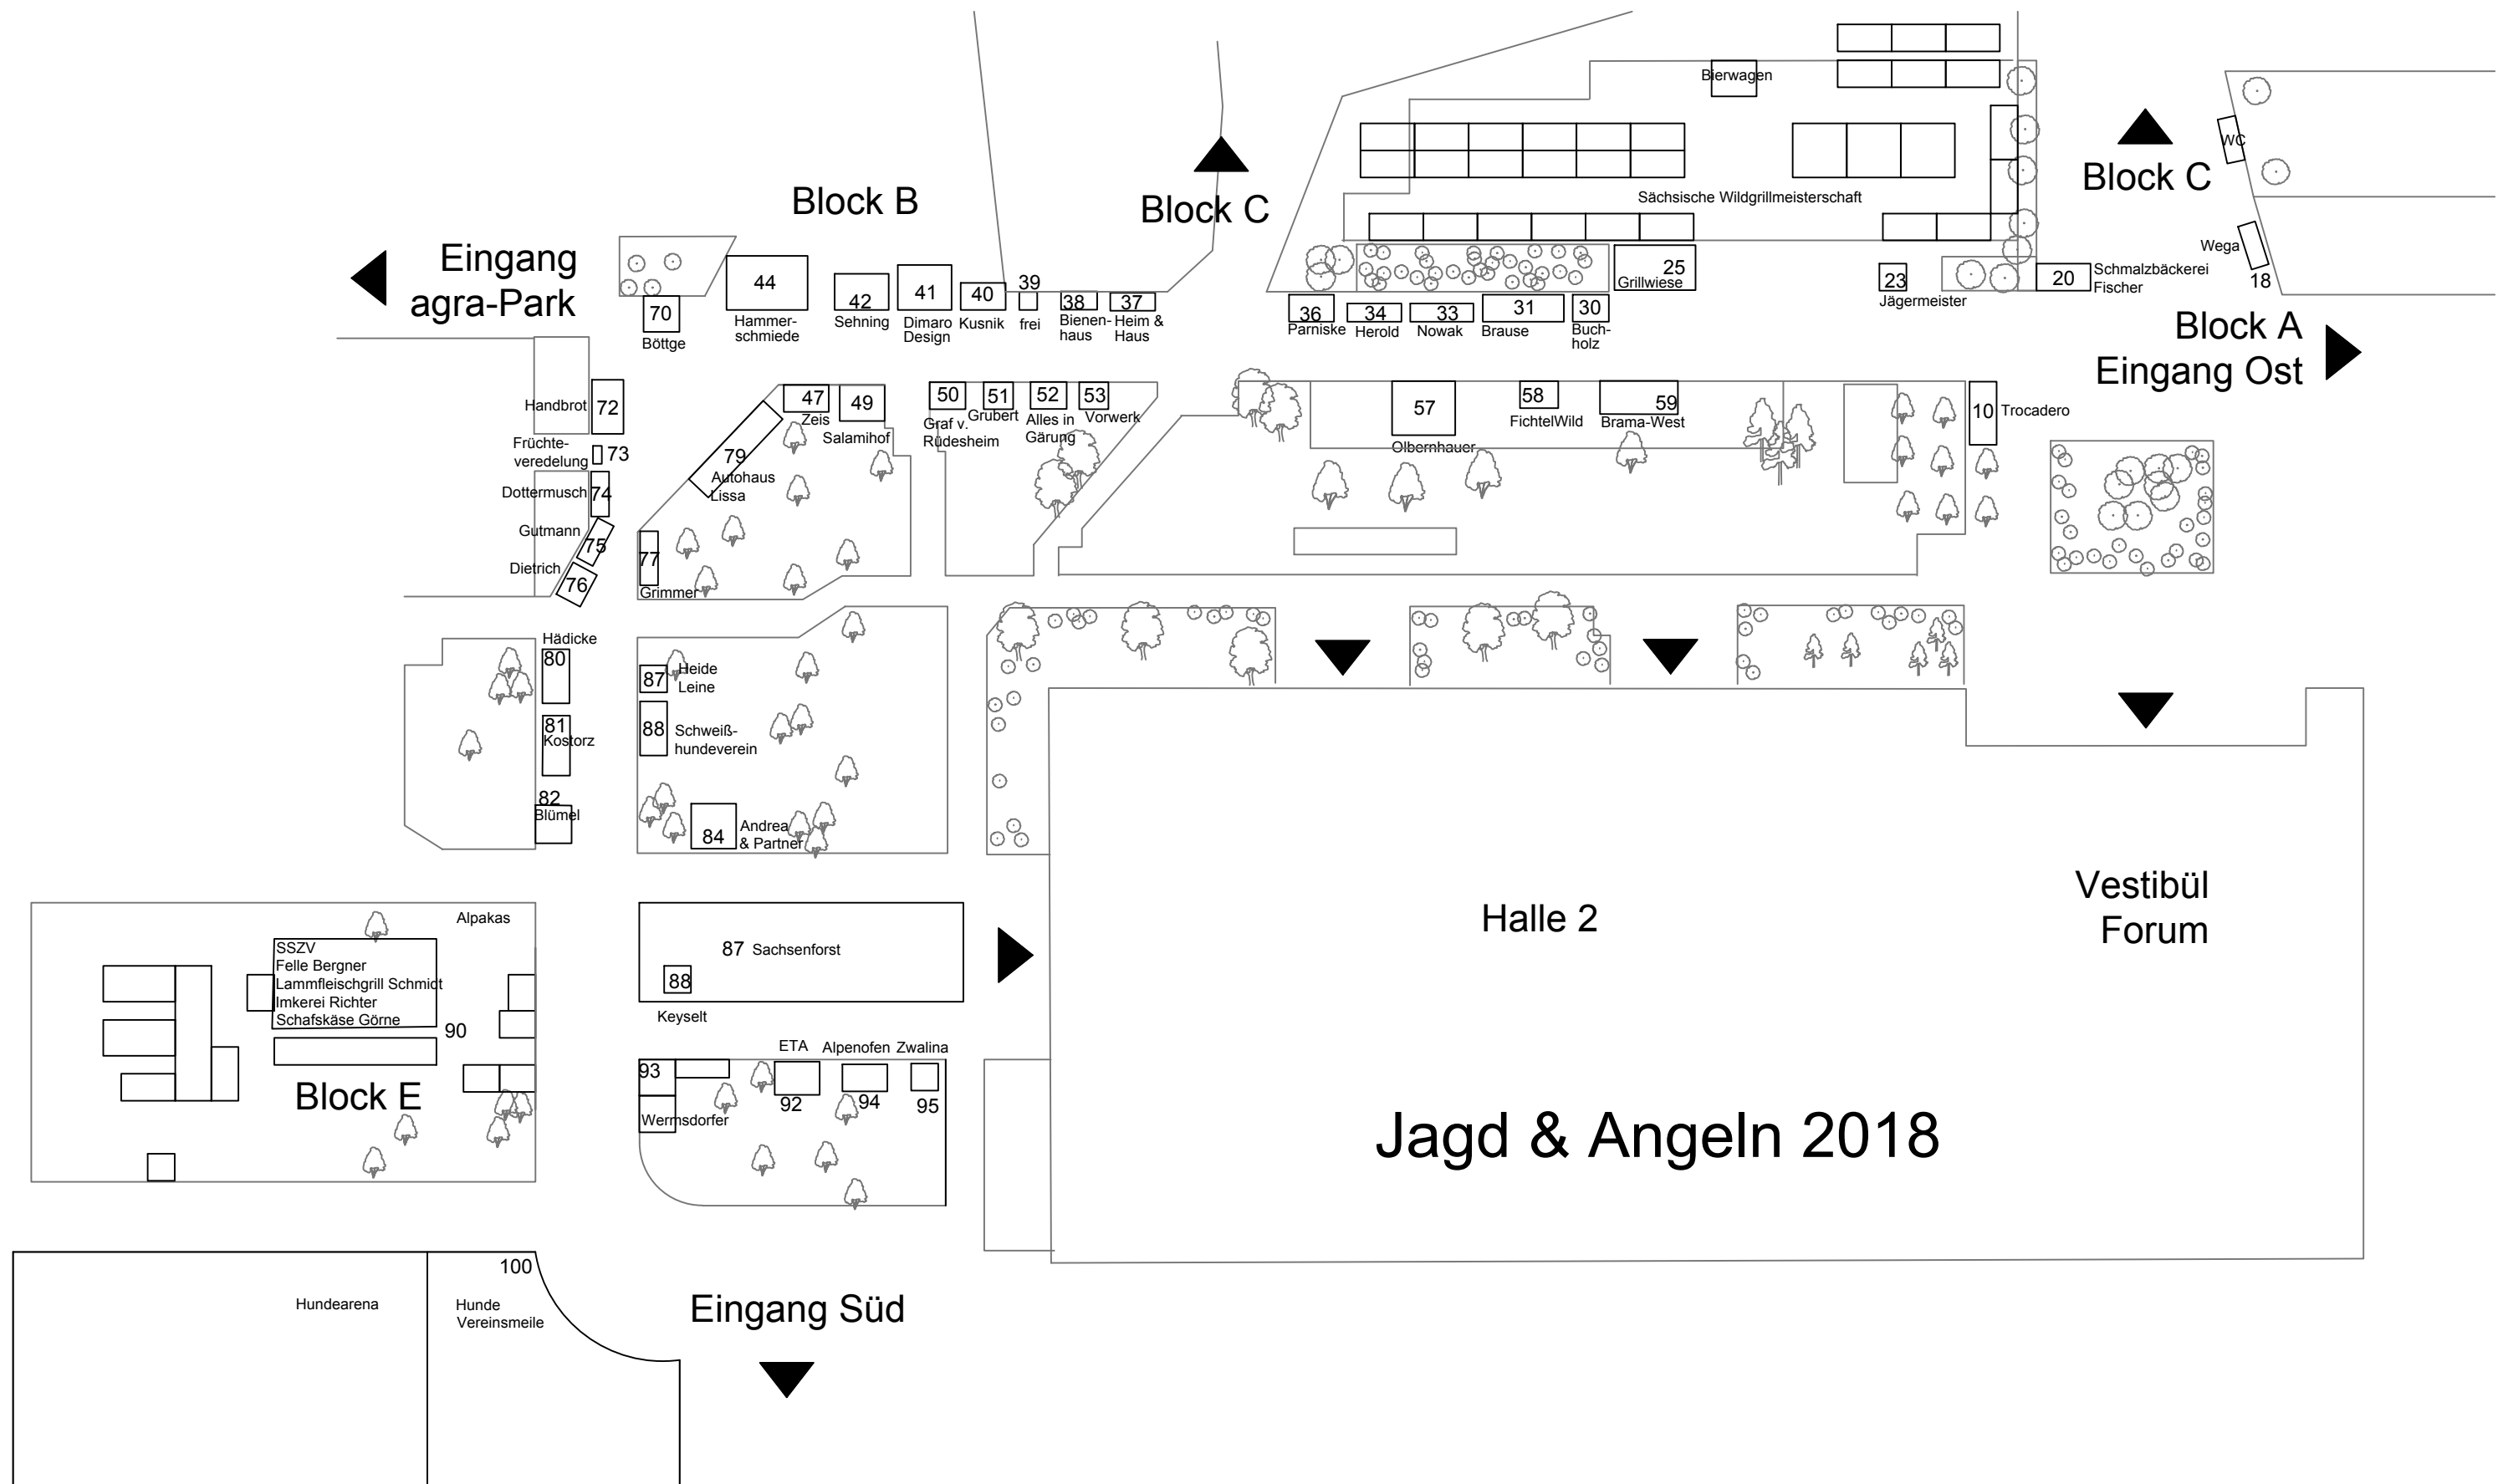 Bierwagen
Block B
Block C
Sächsische Wildgrillmeisterschaft
Block C
WC
Wega
18
Eingang
agra-Park
44
Hammer-
schmiede
70
Böttge
42
Sehning
41
Dimaro
Design
40
Kusnik
39
frei
38
Bienen-
haus
37
Heim &
Haus
36
Parniske
34
Herold
33
Nowak
31
Brause
30
Buch-
holz
25
Grillwiese
23
Jägermeister
20
Schmalzbäckerei
Fischer
Block A
Eingang Ost
Handbrot
72
Früchte-
veredelung
73
Dottermusch
74
Gutmann
75
Dietrich
76
47
Zeis
49
Salamihof
79
Autohaus
Lissa
77
Grimmer
50
Graf v.
Rüdesheim
51
Grubert
52
Alles in
Gärung
53
Vorwerk
57
Olbernhauer
58
FichtelWild
59
Brama-West
10
Trocadero
Hädicke
80
81
Kostorz
82
Blümel
87
Heide
Leine
88
Schweiß-
hundeverein
84
Andrea
& Partner
Alpakas
SSZV
Felle Bergner
Lammfleischgrill Schmidt
Imkerei Richter
Schafskäse Görne
90
Block E
87 Sachsenforst
88
Keyselt
93
Wermsdorfer
ETA
92
Alpenofen
94
Zwalina
95
Halle 2
Vestibül
Forum
Jagd & Angeln 2018
100
Hundearena
Hunde
Vereinsmeile
Eingang Süd